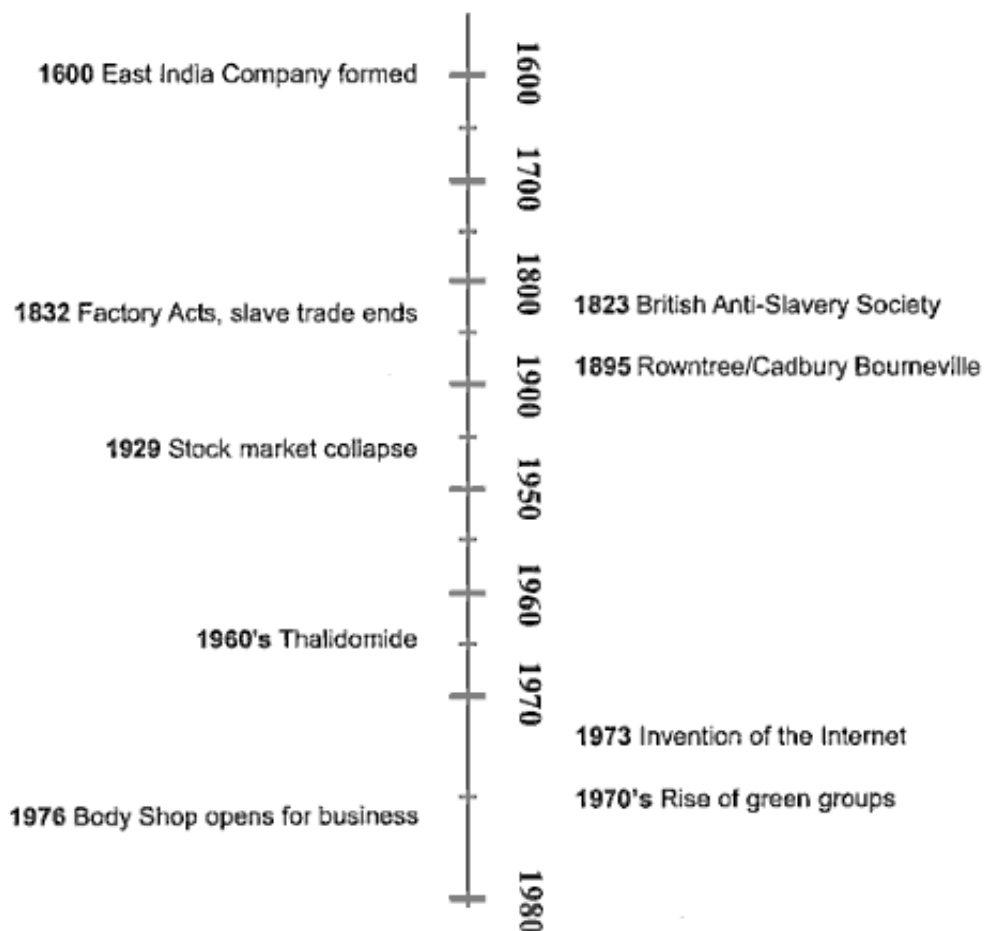 1600 East India Company formed
1600
1700
1800
1823 British Anti-Slavery Society
1832 Factory Acts, slave trade ends
1895 Rowntree/Cadbury Bourneville
1900
1929 Stock market collapse
1950
1960
1960's Thalidomide
1970
1973 Invention of the Internet
1970's Rise of green groups
1976 Body Shop opens for business
1980